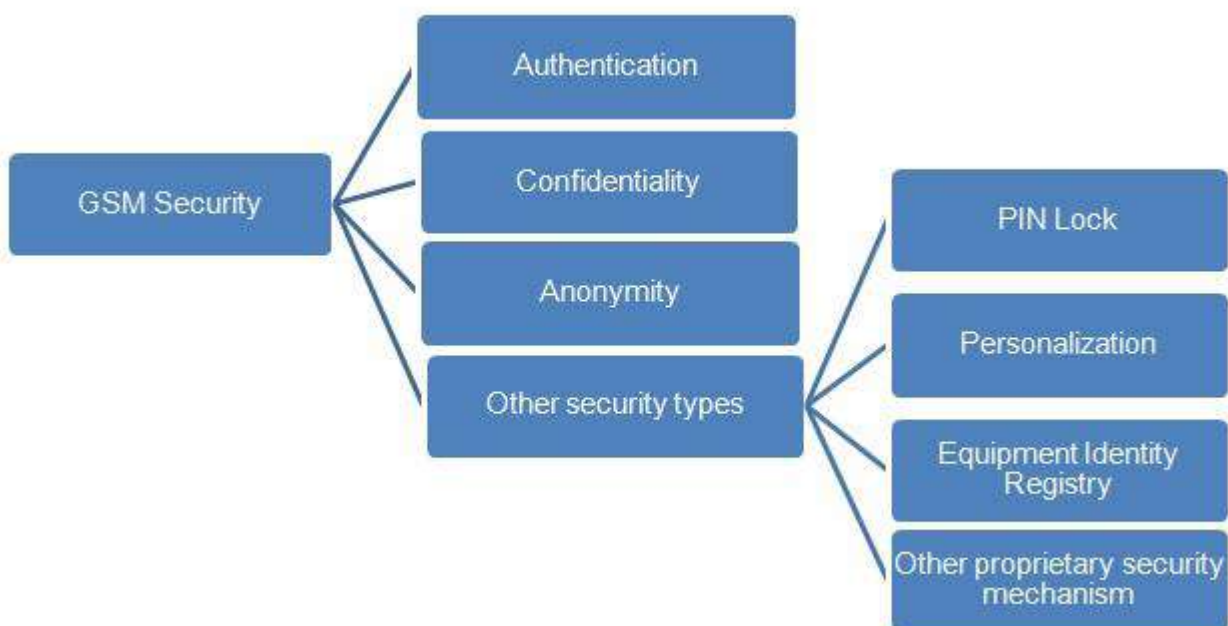 GSM Security
Authentication
Confidentiality
Anonymity
Other security types
PIN Lock
Personalization
Equipment Identity
Registry
Other proprietary security
mechanism